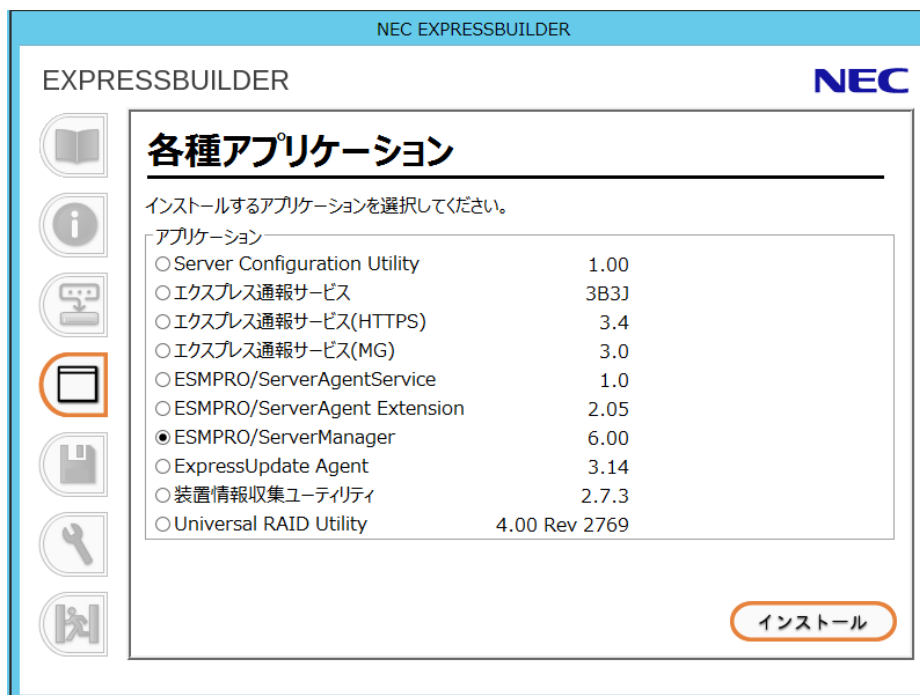 NEC EXPRESSBUILDER
EXPRESSBUILDER
NEC
各種アプリケーション
インストールするアプリケーションを選択してください。
アプリケーション
Server Configuration Utility 1.00
エクスプレス通報サービス 3B3J
エクスプレス通報サービス(HTTPS) 3.4
エクスプレス通報サービス(MG) 3.0
ESMPRO/ServerAgentService 1.0
ESMPRO/ServerAgent Extension 2.05
ESMPRO/ServerManager 6.00
ExpressUpdate Agent 3.14
装置情報収集ユーティリティ 2.7.3
Universal RAID Utility 4.00 Rev 2769
インストール